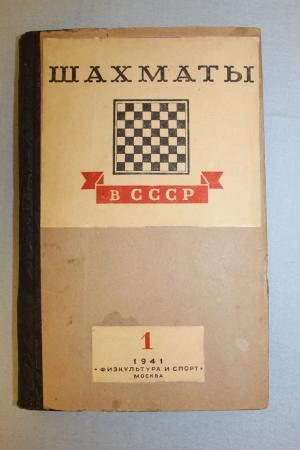 ШАХМАТЫ
В СССР
1
1941
• ФИЗКУЛЬТУРА И СПОРТ •
МОСКВА